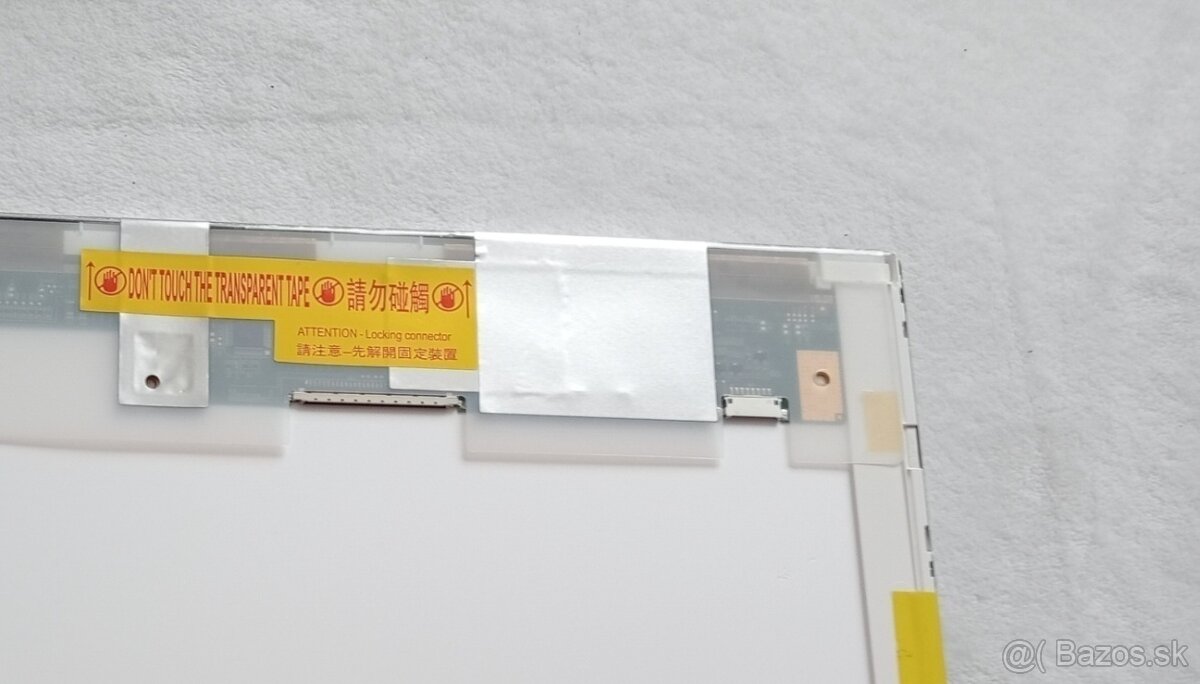 DON'T TOUCH THE TRANSPARENT TAPE 請勿碰觸
ATTENTION - Locking connector
請注意-先解開固定裝置
@( Bazos.sk